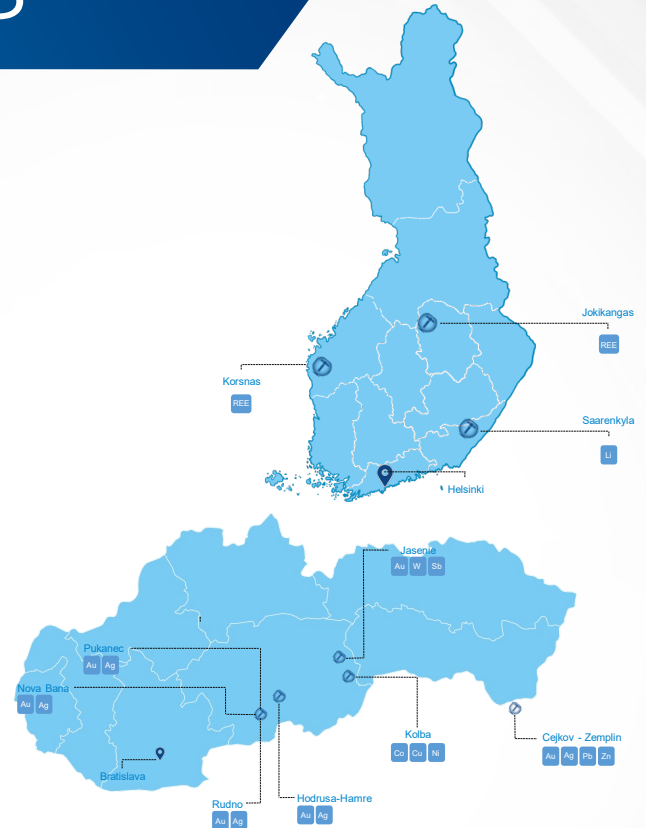 Jokikangas
REE
Korsnas
REE
Saarenkyla
Li
Helsinki
Jasenie
Au W Sb
Pukanec
Au Ag
Nova Bana
Au Ag
Kolba
Co Cu Ni
Cejkov - Zemplin
Au Ag Pb Zn
Bratislava
Rudno
Au Ag
Hodrusa-Hamre
Au Ag